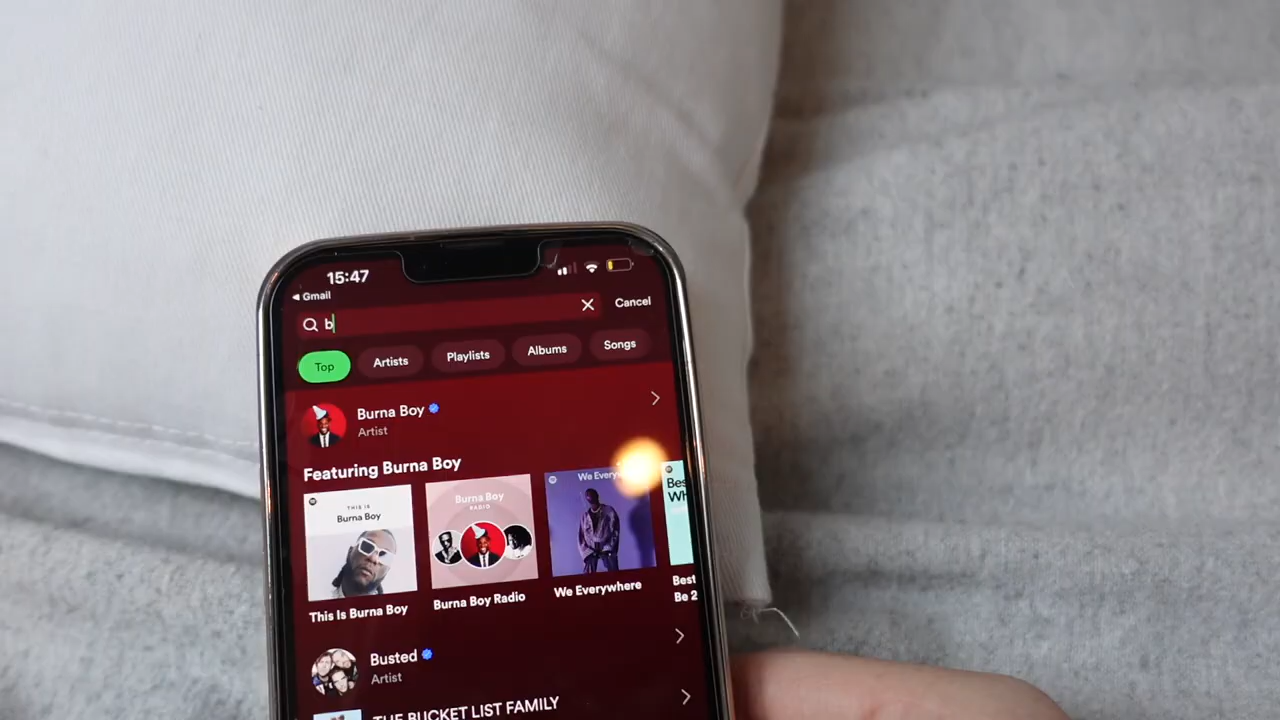 15:47
◀ Gmail
b
Cancel
Top
Artists
Playlists
Albums
Songs
Burna Boy
Artist
Featuring Burna Boy
THIS IS
Burna Boy
Burna Boy
RADIO
We Every
Bes
Wh
This Is Burna Boy
Burna Boy Radio
We Everywhere
Best
Be 2
Busted
Artist
THE BUCKET LIST FAMILY